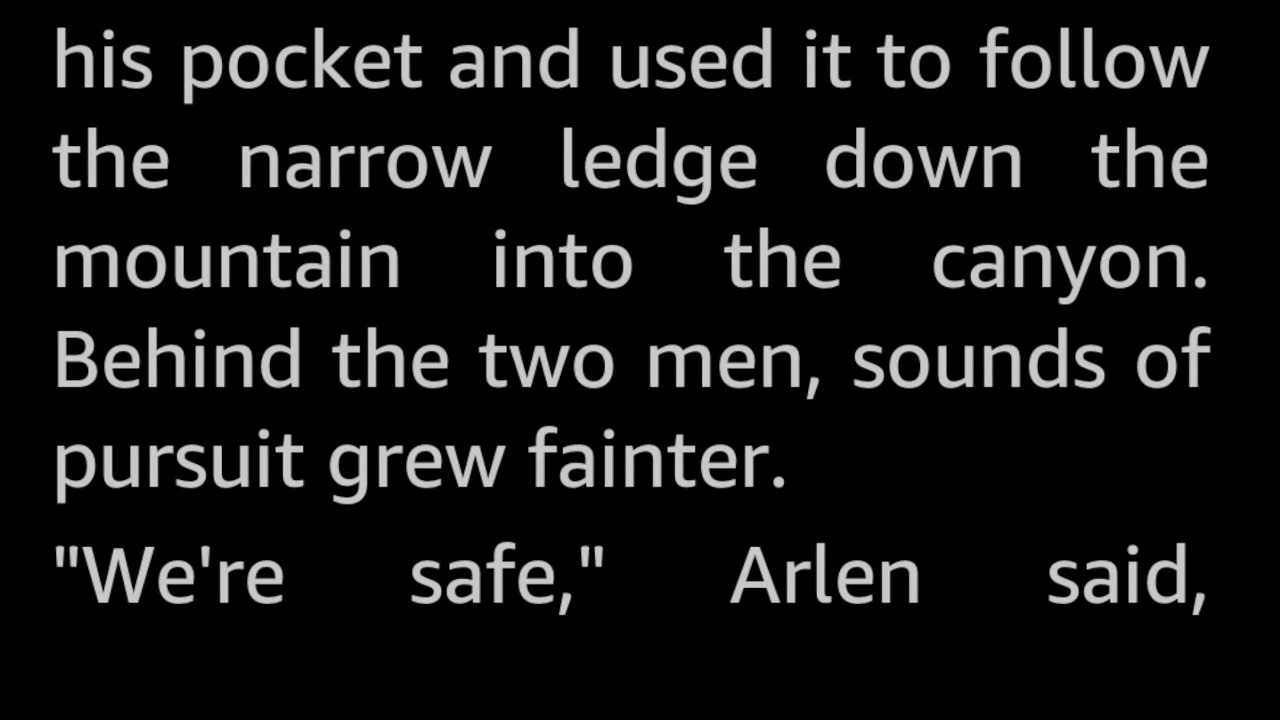 his pocket and used it to follow
the narrow ledge down the
mountain into the canyon.
Behind the two men, sounds of
pursuit grew fainter.
"We're safe," Arlen said,